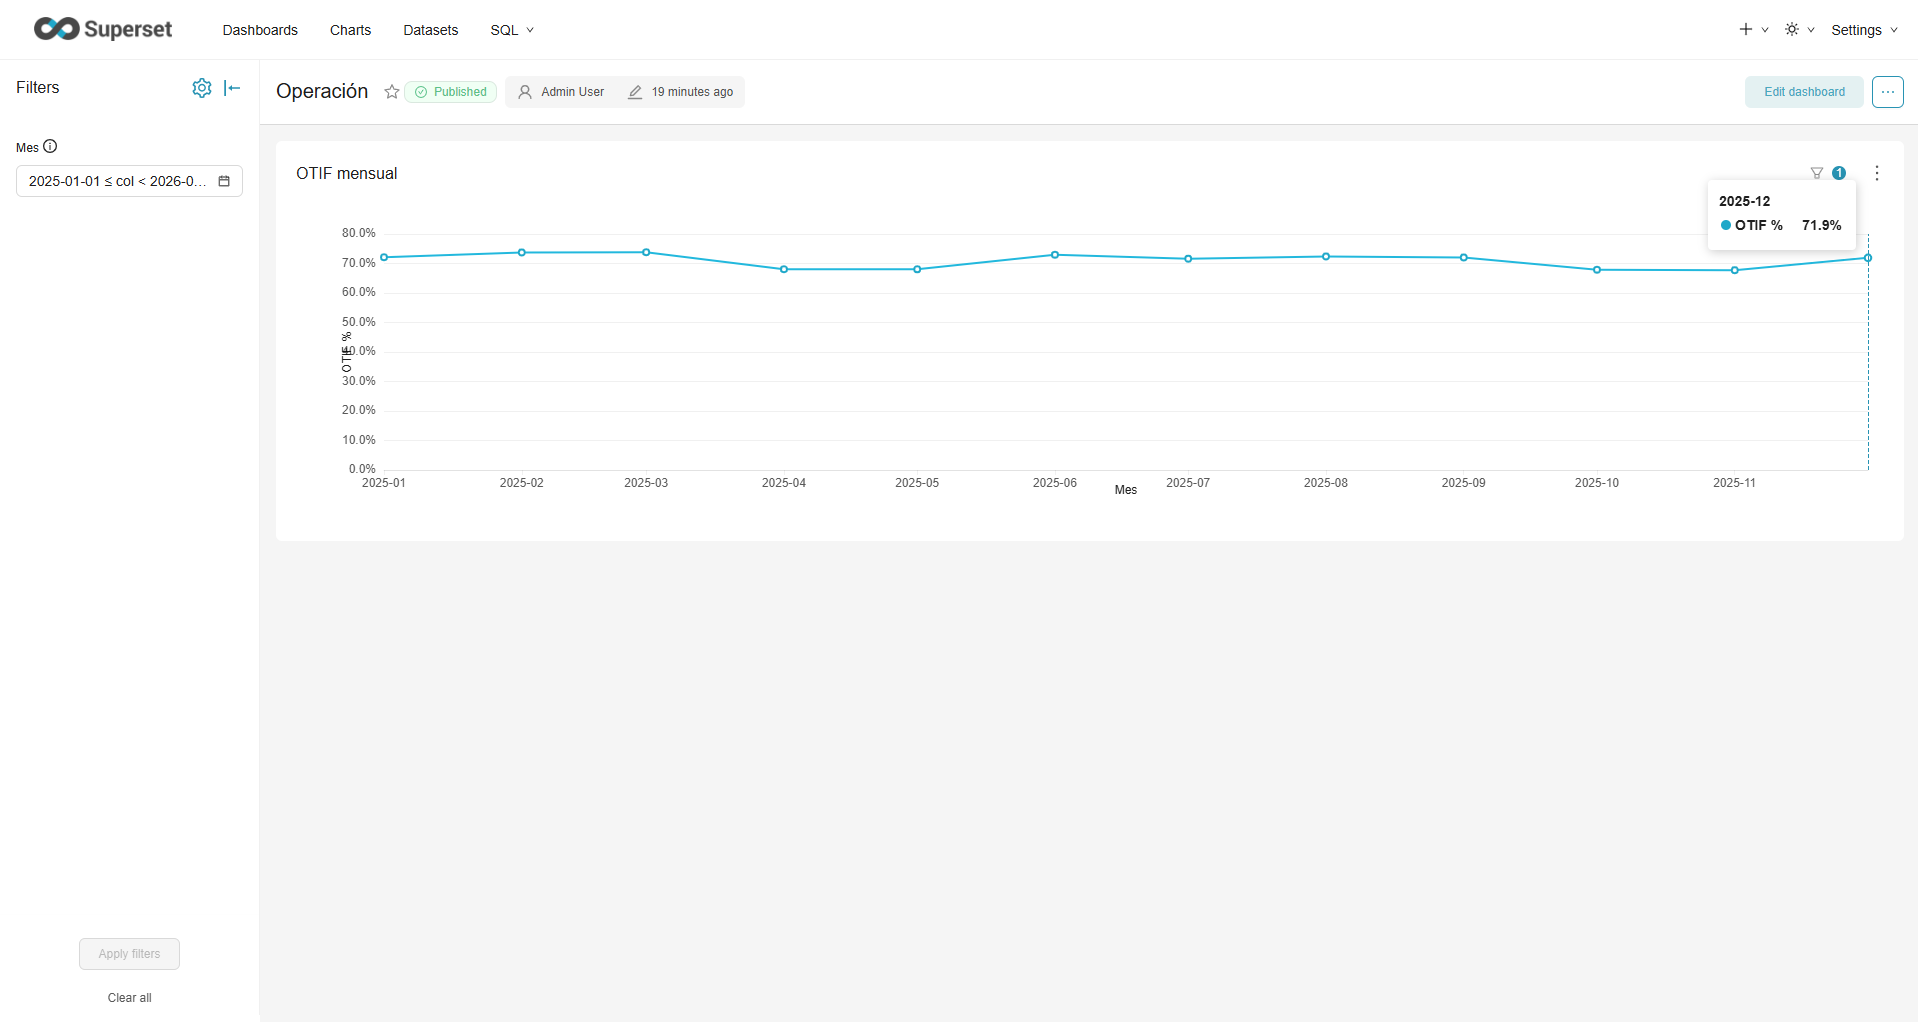 Superset
Dashboards
Charts
Datasets
SQL
Settings
Filters
Operación
Published
Admin User
19 minutes ago
Edit dashboard
Mes
2025-01-01 ≤ col < 2026-0...
OTIF mensual
1
2025-12
OTIF % 71.9%
80.0%
70.0%
60.0%
50.0%
40.0%
30.0%
20.0%
10.0%
0.0%
OTIF %
2025-01 2025-02 2025-03 2025-04 2025-05 2025-06 2025-07 2025-08 2025-09 2025-10 2025-11
Mes
Apply filters
Clear all